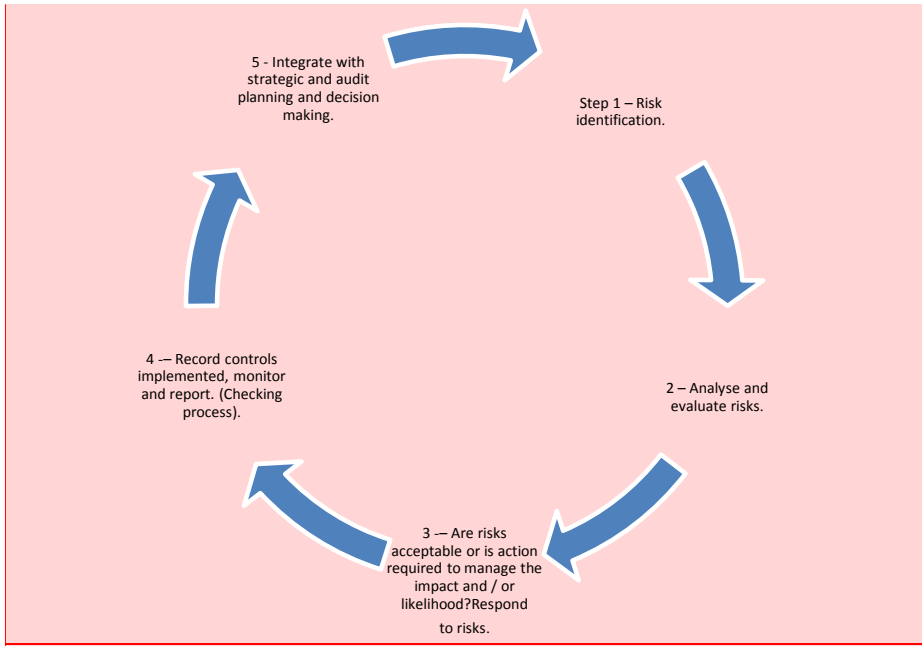 Step 1 – Risk
identification.
2 – Analyse and
evaluate risks.
3 -– Are risks
acceptable or is action
required to manage the
impact and / or
likelihood?Respond
to risks.
4 -– Record controls
implemented, monitor
and report. (Checking
process).
5 - Integrate with
strategic and audit
planning and decision
making.